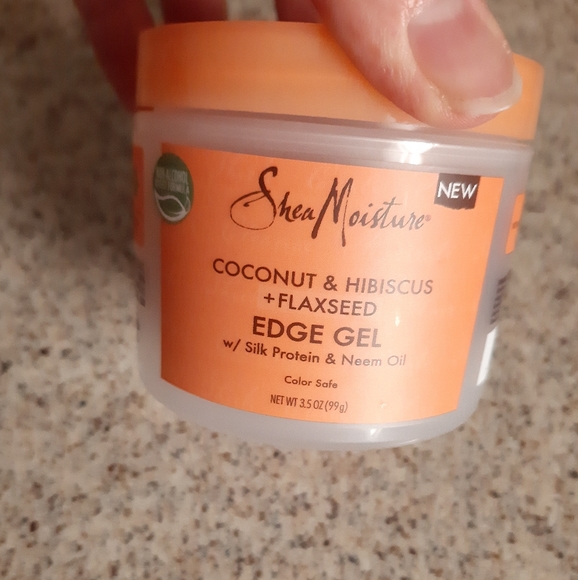 SheaMoisture®
NEW
COCONUT & HIBISCUS
+FLAXSEED
EDGE GEL
w/ Silk Protein & Neem Oil
Color Safe
NET WT 3.5 OZ (99g)